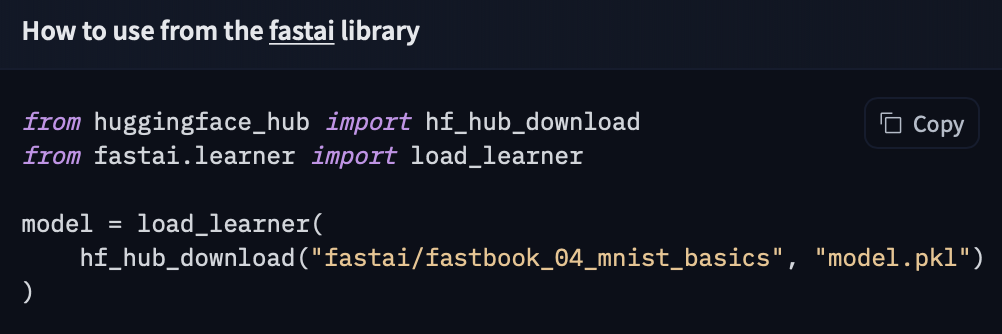 How to use from the fastai library
Copy
from huggingface_hub import hf_hub_download
from fastai.learner import load_learner
model = load_learner(
    hf_hub_download("fastai/fastbook_04_mnist_basics", "model.pkl")
)